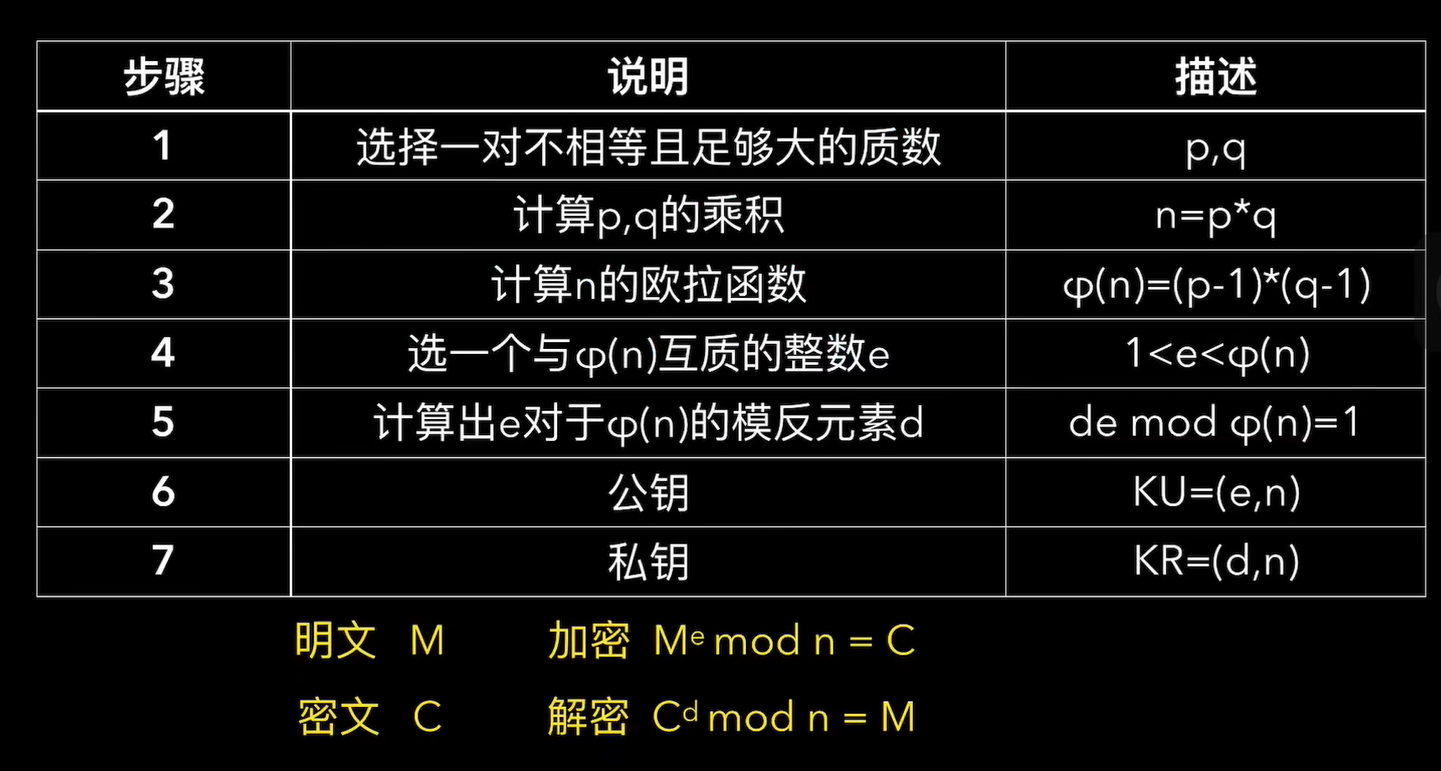 步骤 说明 描述
1 选择一对不相等且足够大的质数 p,q
2 计算p,q的乘积 n=p*q
3 计算n的欧拉函数 φ(n)=(p-1)*(q-1)
4 选一个与φ(n)互质的整数e 1<e<φ(n)
5 计算出e对于φ(n)的模反元素d de mod φ(n)=1
6 公钥 KU=(e,n)
7 私钥 KR=(d,n)
明文 M 加密 Mᵉ mod n = C
密文 C 解密 Cᵈ mod n = M